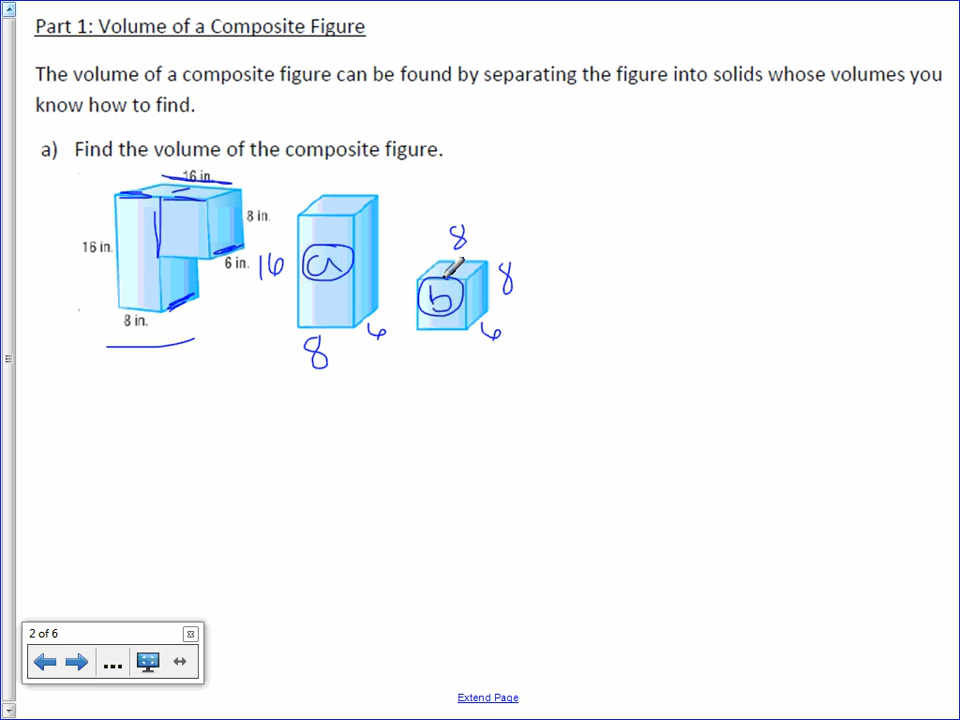 Part 1: Volume of a Composite Figure
The volume of a composite figure can be found by separating the figure into solids whose volumes you
know how to find.
a) Find the volume of the composite figure.
16 in.
8 in.
16 in.
6 in.
8 in.
16
a
8
6
8
8
b
6
2 of 6
...
Extend Page